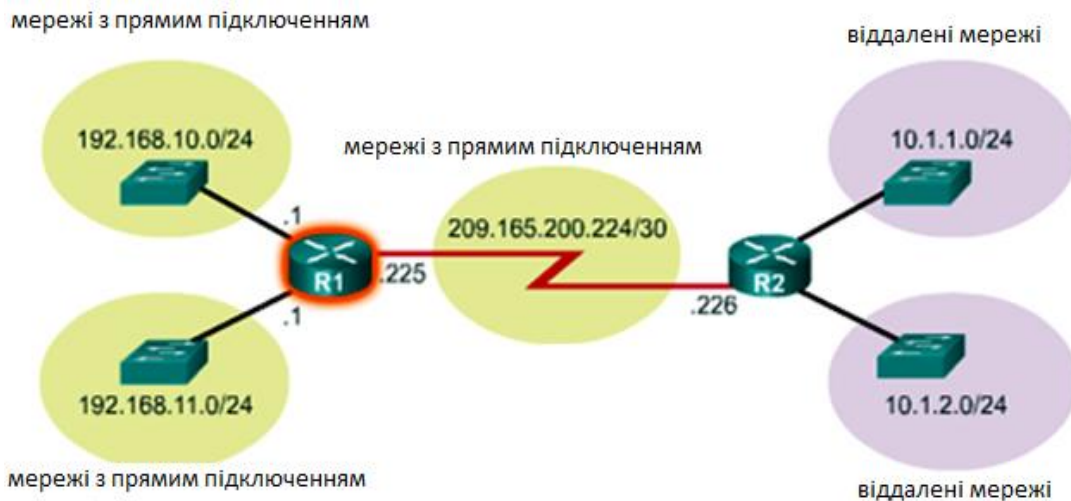 мережі з прямим підключенням
віддалені мережі
192.168.10.0/24
мережі з прямим підключенням
10.1.1.0/24
.1
209.165.200.224/30
R1
.225
R2
.226
.1
192.168.11.0/24
10.1.2.0/24
мережі з прямим підключенням
віддалені мережі